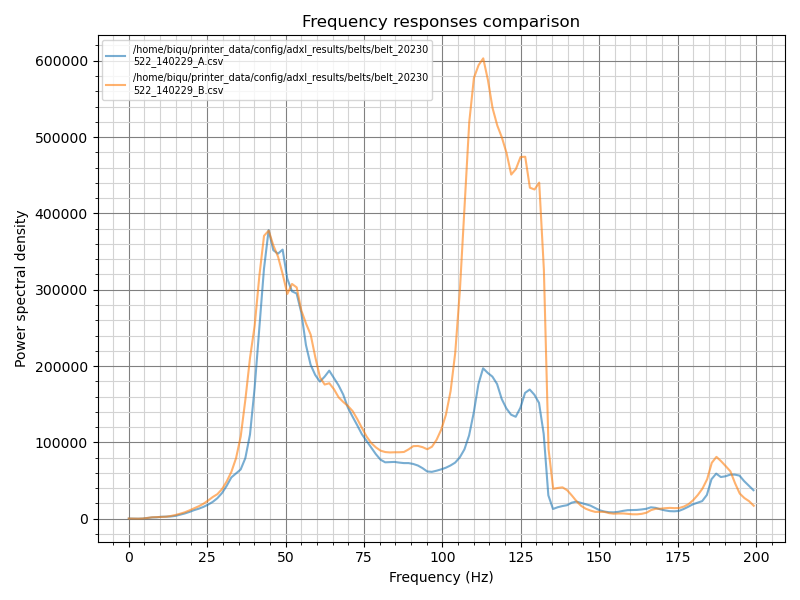 Frequency responses comparison
/home/biqu/printer_data/config/adxl_results/belts/belt_20230
522_140229_A.csv
/home/biqu/printer_data/config/adxl_results/belts/belt_20230
522_140229_B.csv
600000
500000
400000
300000
200000
100000
0
Power spectral density
0 25 50 75 100 125 150 175 200
Frequency (Hz)